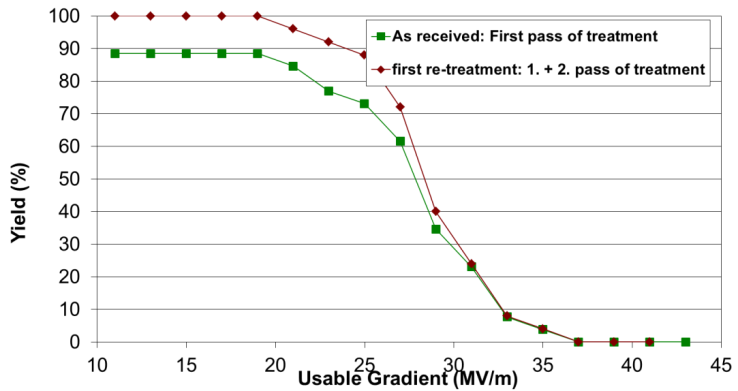 100
90
80
70
60
50
40
30
20
10
0
Yield (%)
As received: First pass of treatment
first re-treatment: 1. + 2. pass of treatment
10 15 20 25 30 35 40 45
Usable Gradient (MV/m)